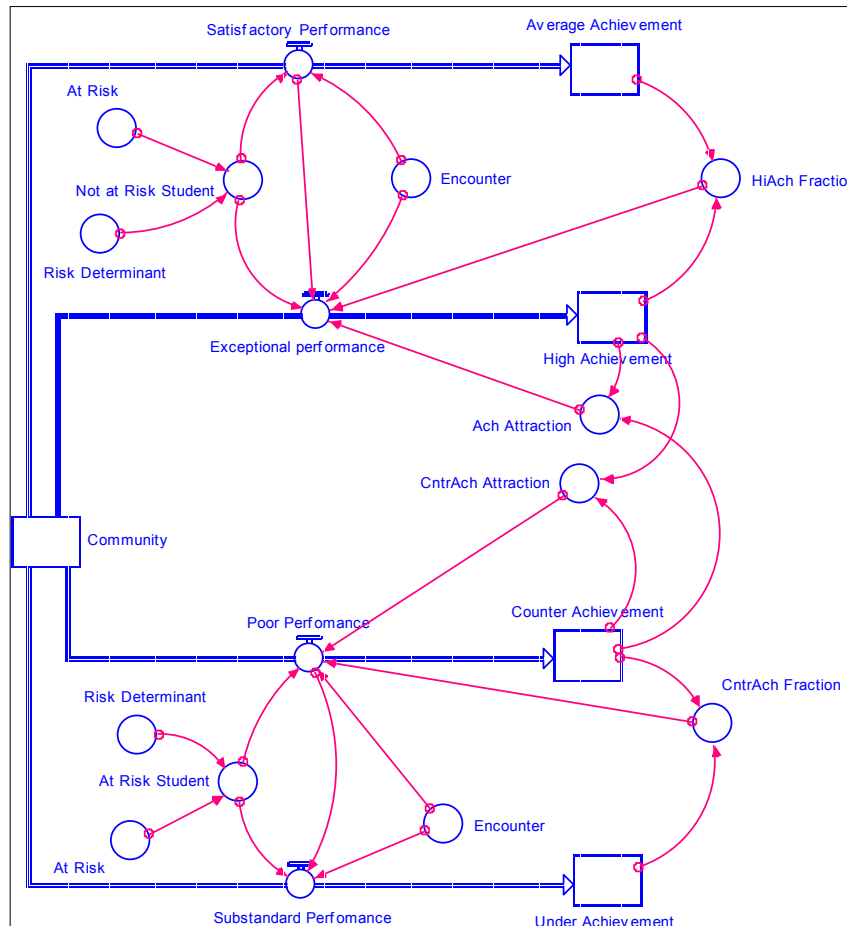 Average Achievement
Satisfactory Performance
At Risk
Not at Risk Student
Encounter
HiAch Fraction
Risk Determinant
Exceptional performance
High Achievement
Ach Attraction
CntrAch Attraction
Community
Counter Achievement
Poor Perfomance
CntrAch Fraction
Risk Determinant
At Risk Student
Encounter
At Risk
Substandard Perfomance
Under Achievement